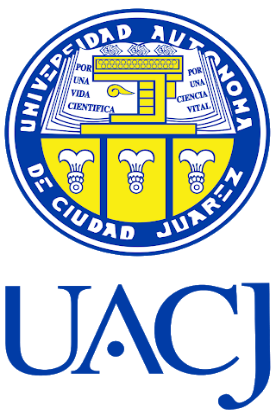 UNIVERSIDAD AUTONOMA
DE CIUDAD JUAREZ
POR
UNA
VIDA
CIENTIFICA
POR
UNA
CIENCIA
VITAL
UACJ